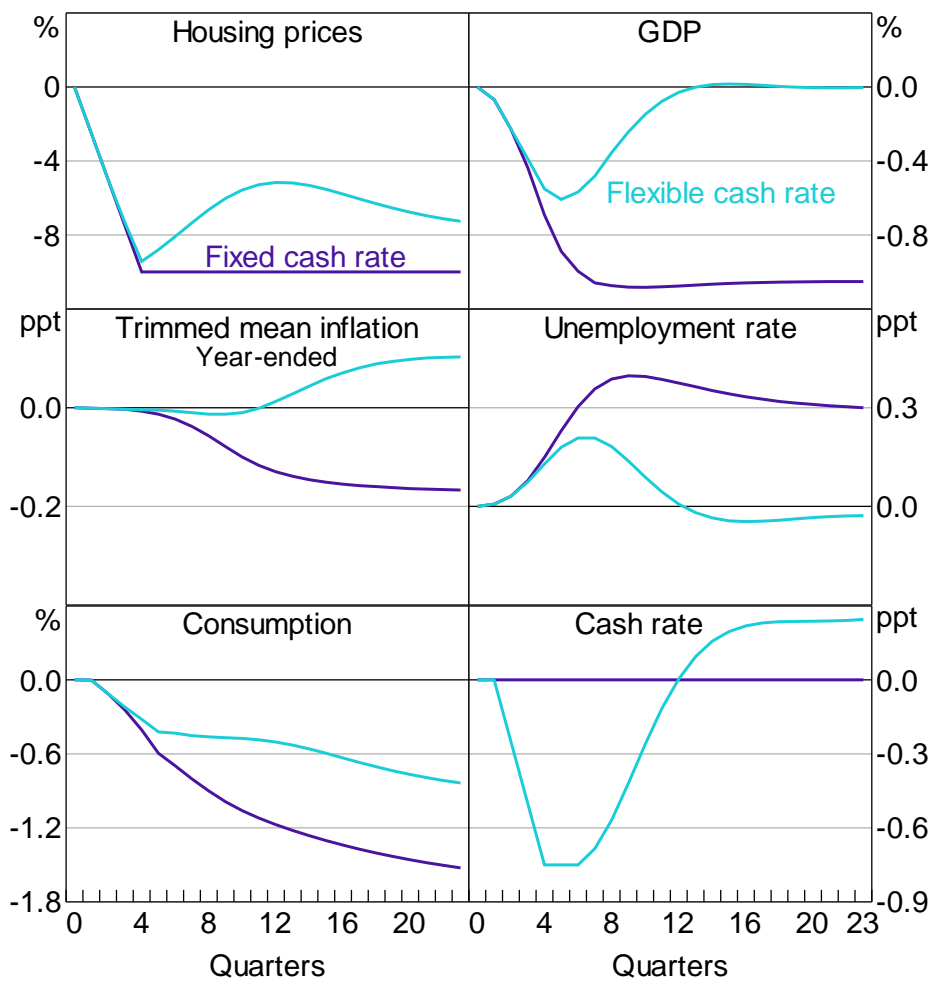 % Housing prices GDP %
0 0.0
-4 -0.4
Flexible cash rate
-8 -0.8
Fixed cash rate
ppt Trimmed mean inflation Unemployment rate ppt
Year-ended
0.0 0.3
-0.2 0.0
% Consumption Cash rate ppt
0.0 0.0
-0.6 -0.3
-1.2 -0.6
-1.8 -0.9
0 4 8 12 16 20 0 4 8 12 16 20 23
Quarters Quarters